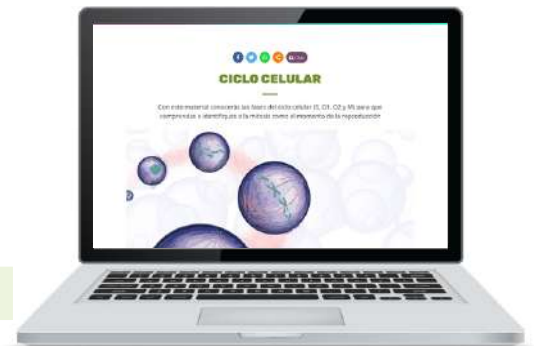 CICLO CELULAR
Con este material conocerás las fases del ciclo celular (S, G1, G2 y M) para que
comprendas e identifiques a la mitosis como el momento de la reproducción